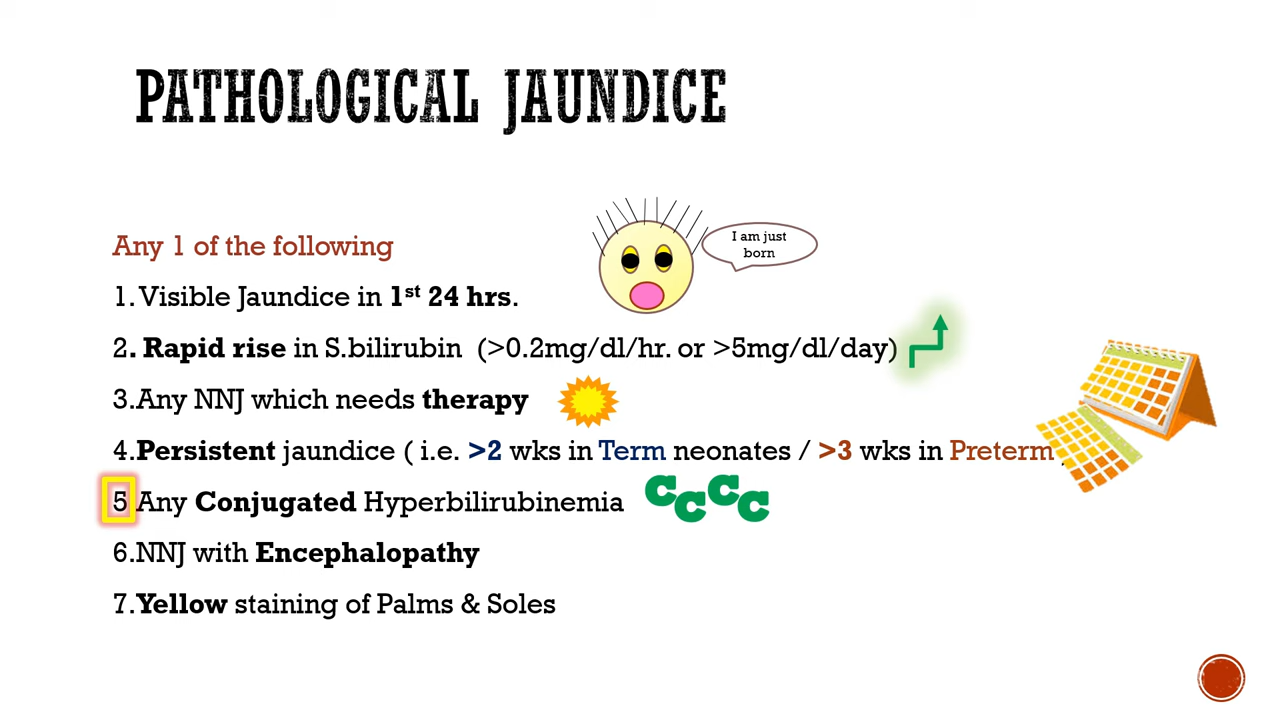 PATHOLOGICAL JAUNDICE
I am just
born
Any 1 of the following
1. Visible Jaundice in 1st 24 hrs.
2. Rapid rise in S.bilirubin (>0.2mg/dl/hr. or >5mg/dl/day)
3.Any NNJ which needs therapy
4.Persistent jaundice ( i.e. >2 wks in Term neonates / >3 wks in Preterm )
5.Any Conjugated Hyperbilirubinemia CCCC
6.NNJ with Encephalopathy
7.Yellow staining of Palms & Soles